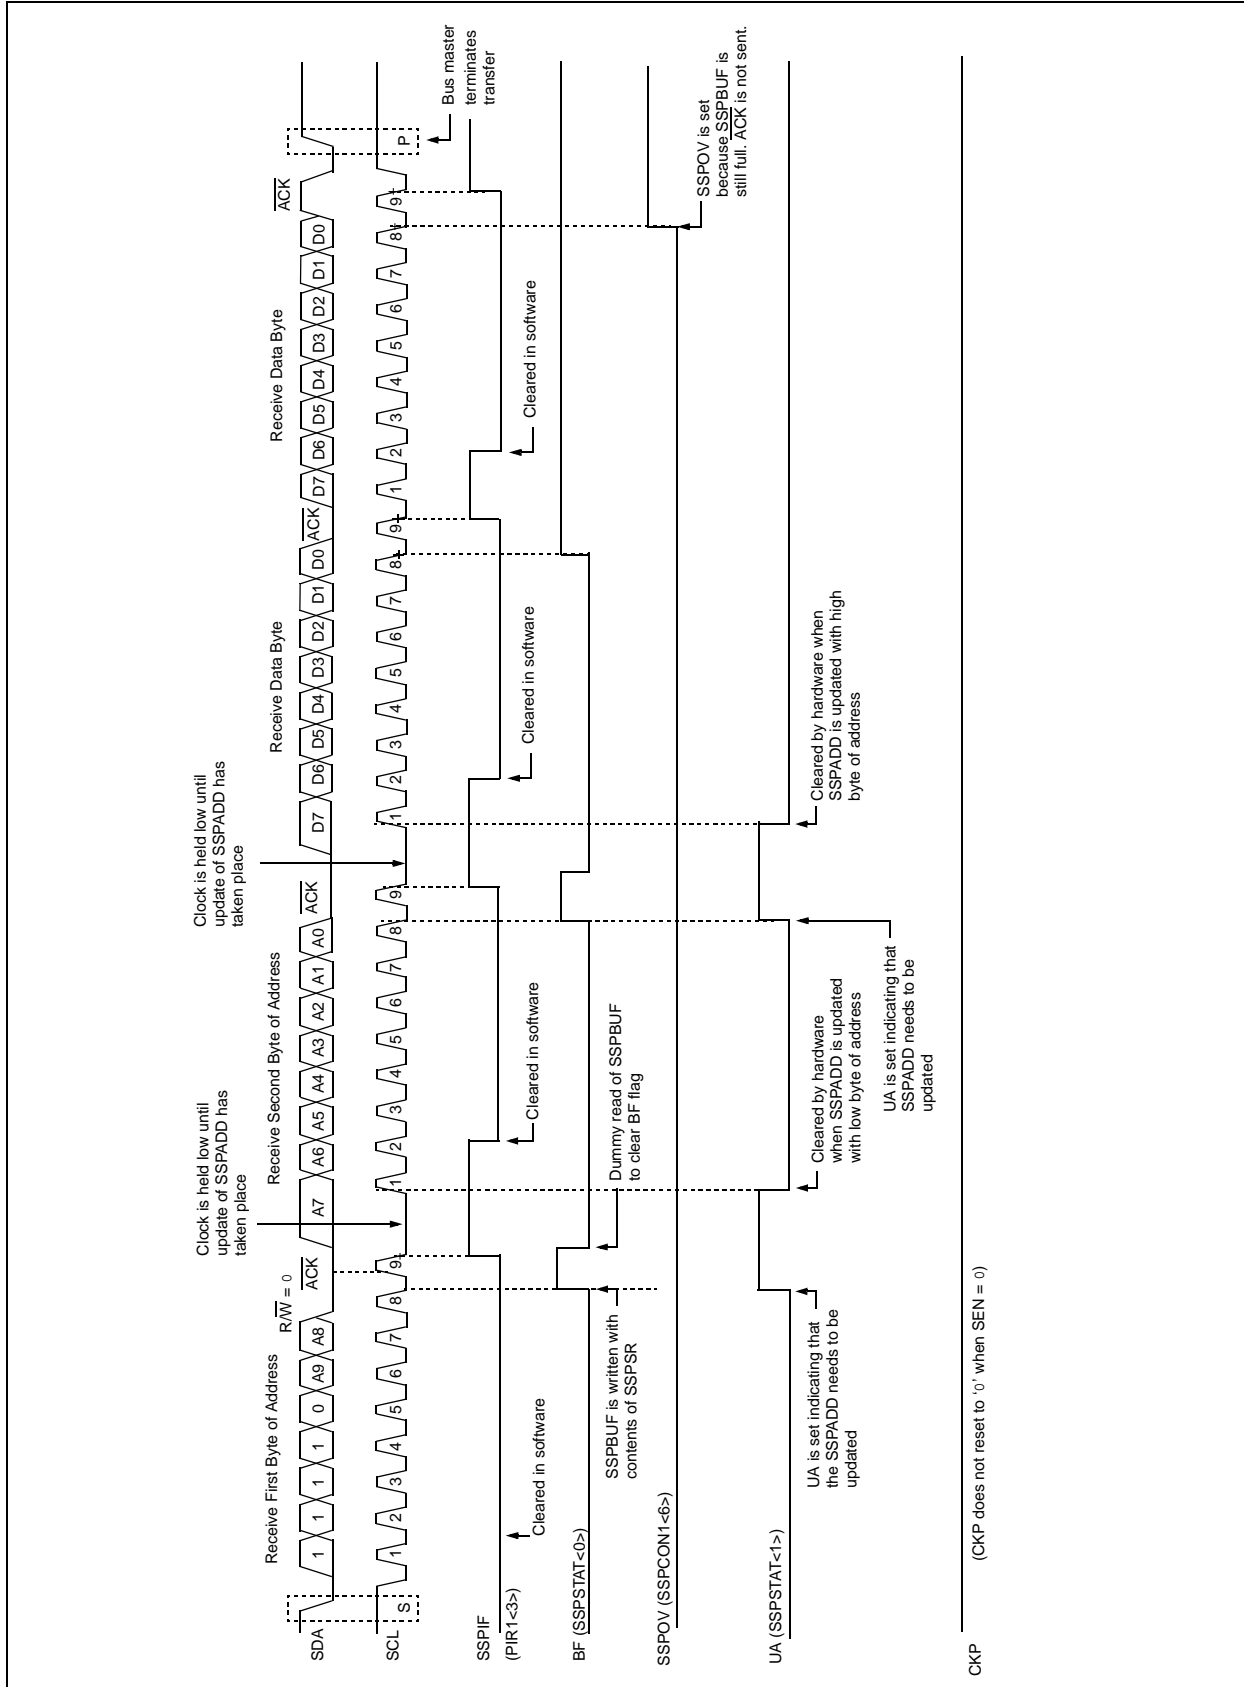 Receive First Byte of Address
R/W = 0
ACK
Clock is held low until
update of SSPADD has
taken place
Receive Second Byte of Address
ACK
Clock is held low until
update of SSPADD has
taken place
Receive Data Byte
ACK
Receive Data Byte
ACK
SDA
1 1 1 1 0 A9 A8
A7 A6 A5 A4 A3 A2 A1 A0
D7 D6 D5 D4 D3 D2 D1 D0
D7 D6 D5 D4 D3 D2 D1 D0
SCL
S
1 2 3 4 5 6 7 8 9
1 2 3 4 5 6 7 8 9
1 2 3 4 5 6 7 8 9
1 2 3 4 5 6 7 8 9
P
Bus master
terminates
transfer
SSPIF
(PIR1<3>)
Cleared in software
Cleared in software
Cleared in software
Cleared in software
BF (SSPSTAT<0>)
SSPBUF is written with
contents of SSPSR
Dummy read of SSPBUF
to clear BF flag
SSPOV (SSPCON1<6>)
SSPOV is set
because SSPBUF is
still full. ACK is not sent.
UA (SSPSTAT<1>)
UA is set indicating that
the SSPADD needs to be
updated
Cleared by hardware
when SSPADD is updated
with low byte of address
UA is set indicating that
SSPADD needs to be
updated
Cleared by hardware when
SSPADD is updated with high
byte of address
CKP
(CKP does not reset to ‘0’ when SEN = 0)